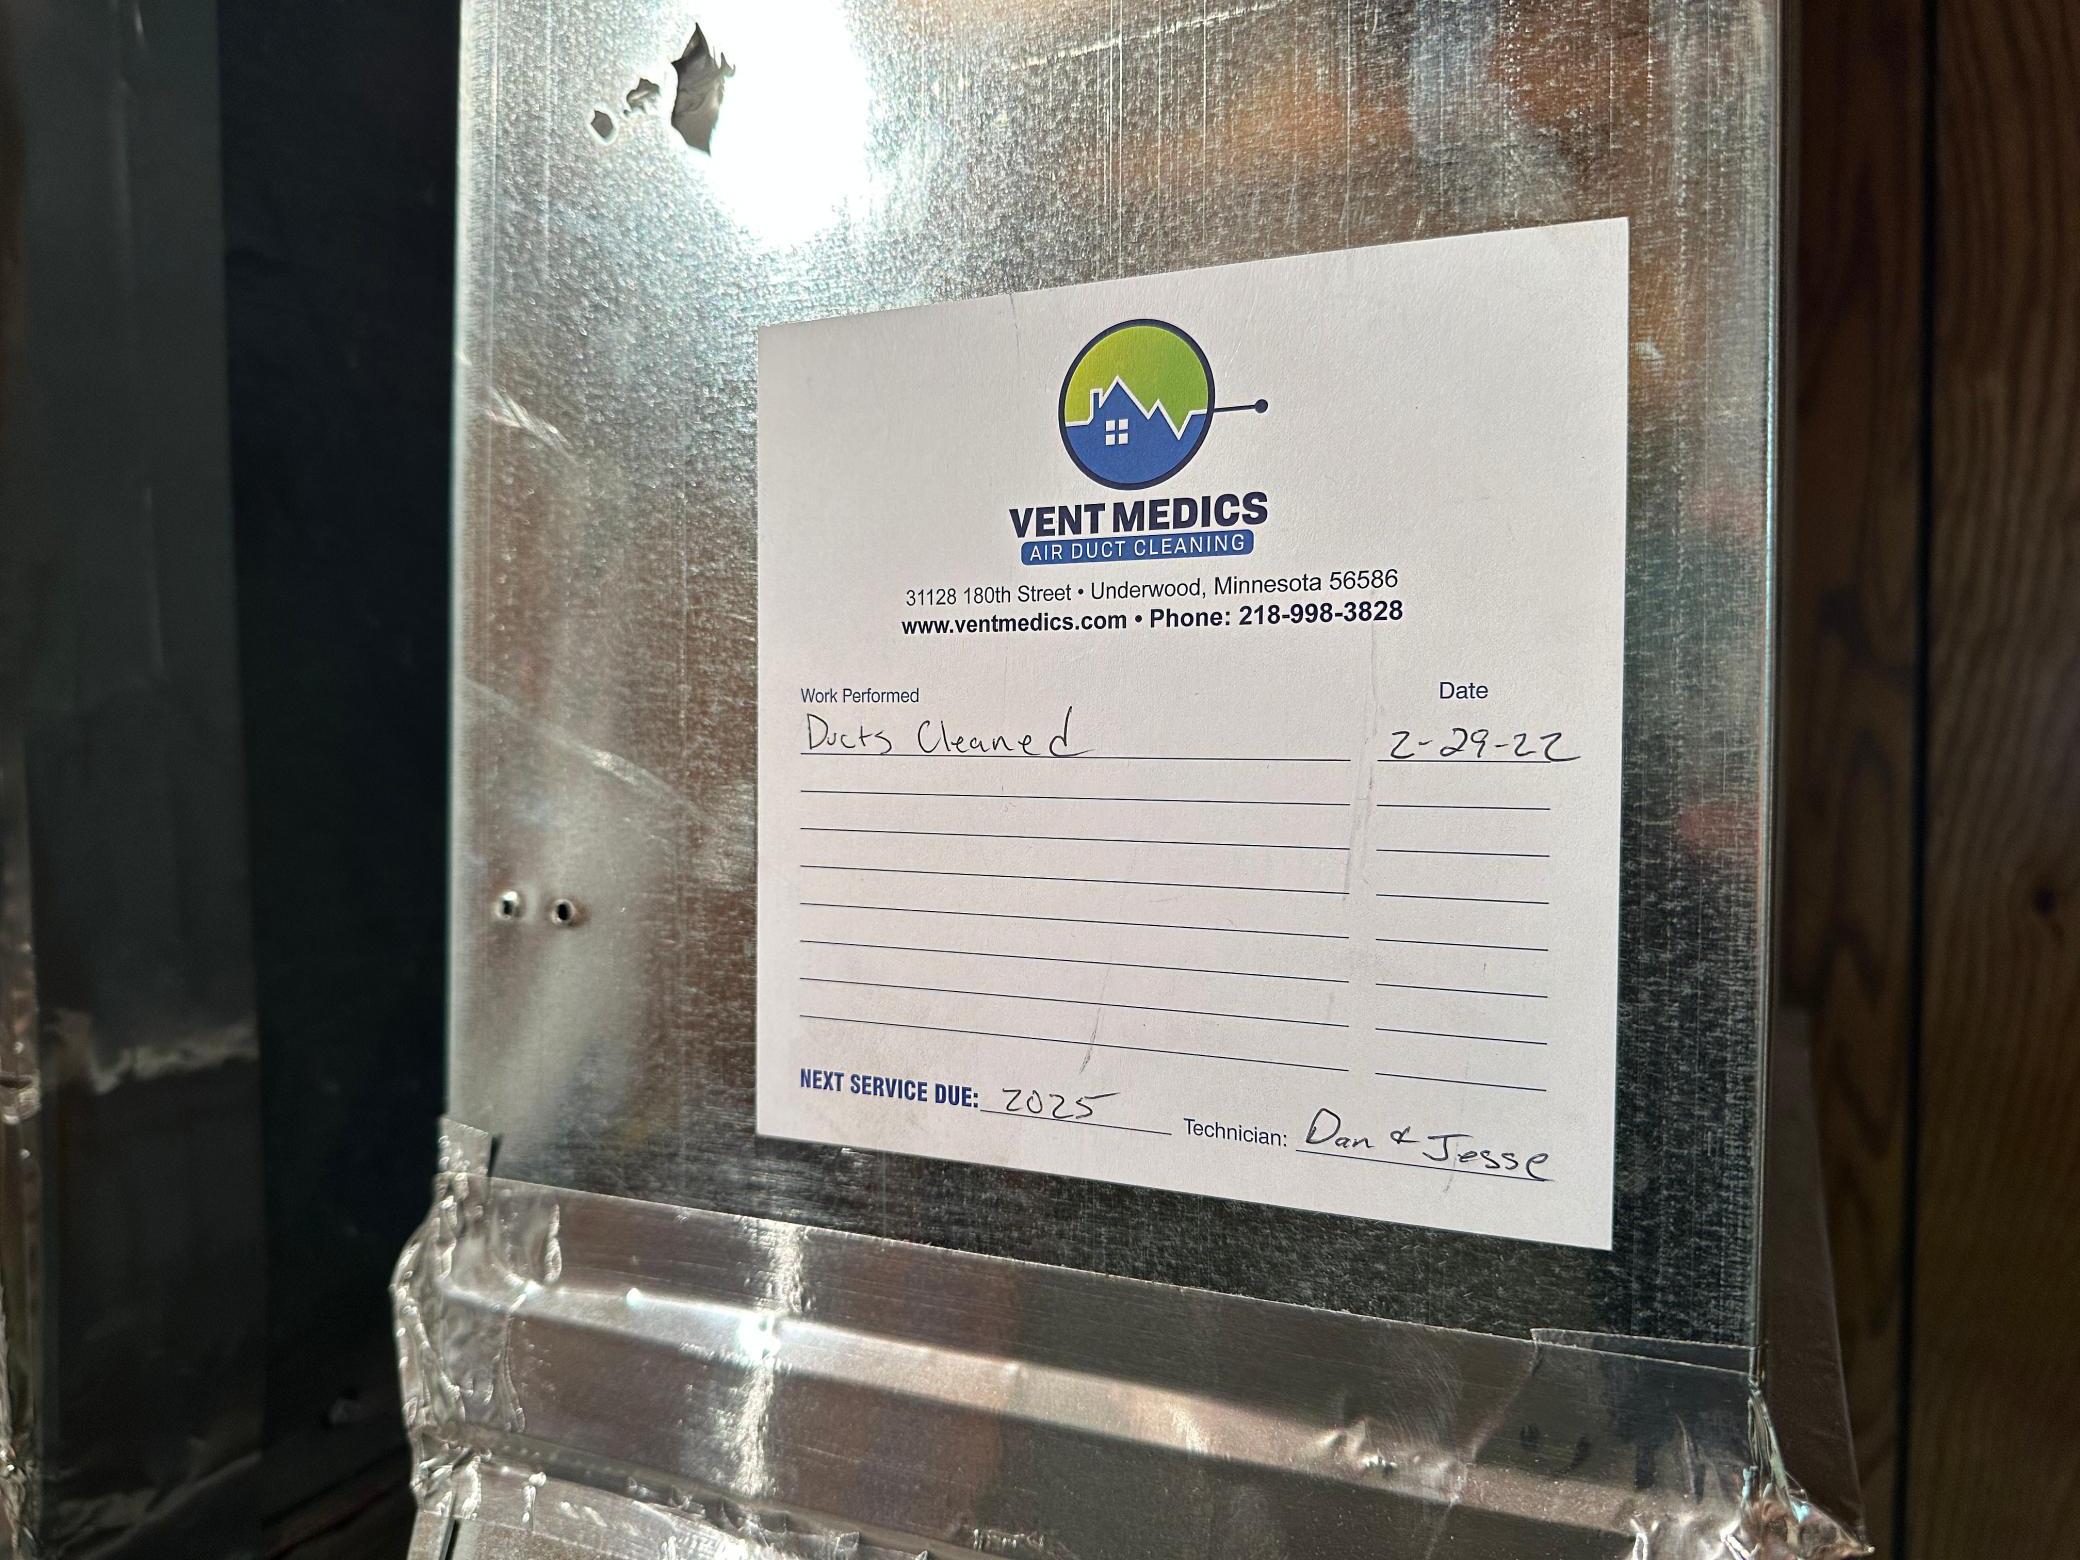 VENT MEDICS
AIR DUCT CLEANING
31128 180th Street • Underwood, Minnesota 56586
www.ventmedics.com • Phone: 218-998-3828
Work Performed Date
Ducts Cleaned 2-29-22
NEXT SERVICE DUE: 2025 Technician: Dan & Jesse